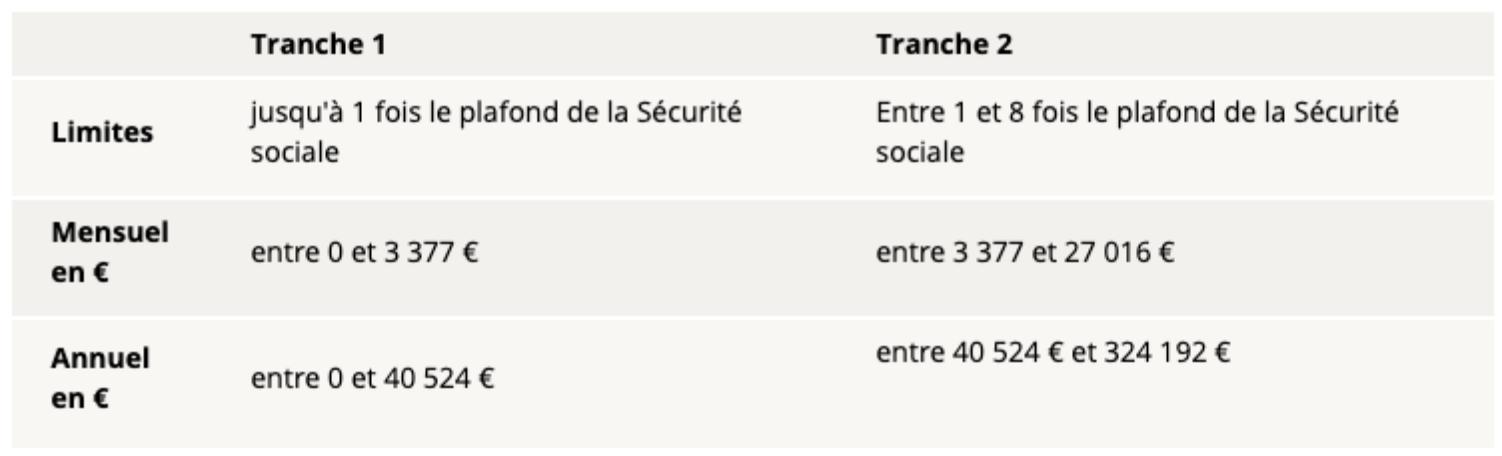 Tranche 1 Tranche 2
Limites
jusqu'à 1 fois le plafond de la Sécurité
sociale
Entre 1 et 8 fois le plafond de la Sécurité
sociale
Mensuel
en €
entre 0 et 3 377 €
entre 3 377 et 27 016 €
Annuel
en €
entre 0 et 40 524 €
entre 40 524 € et 324 192 €